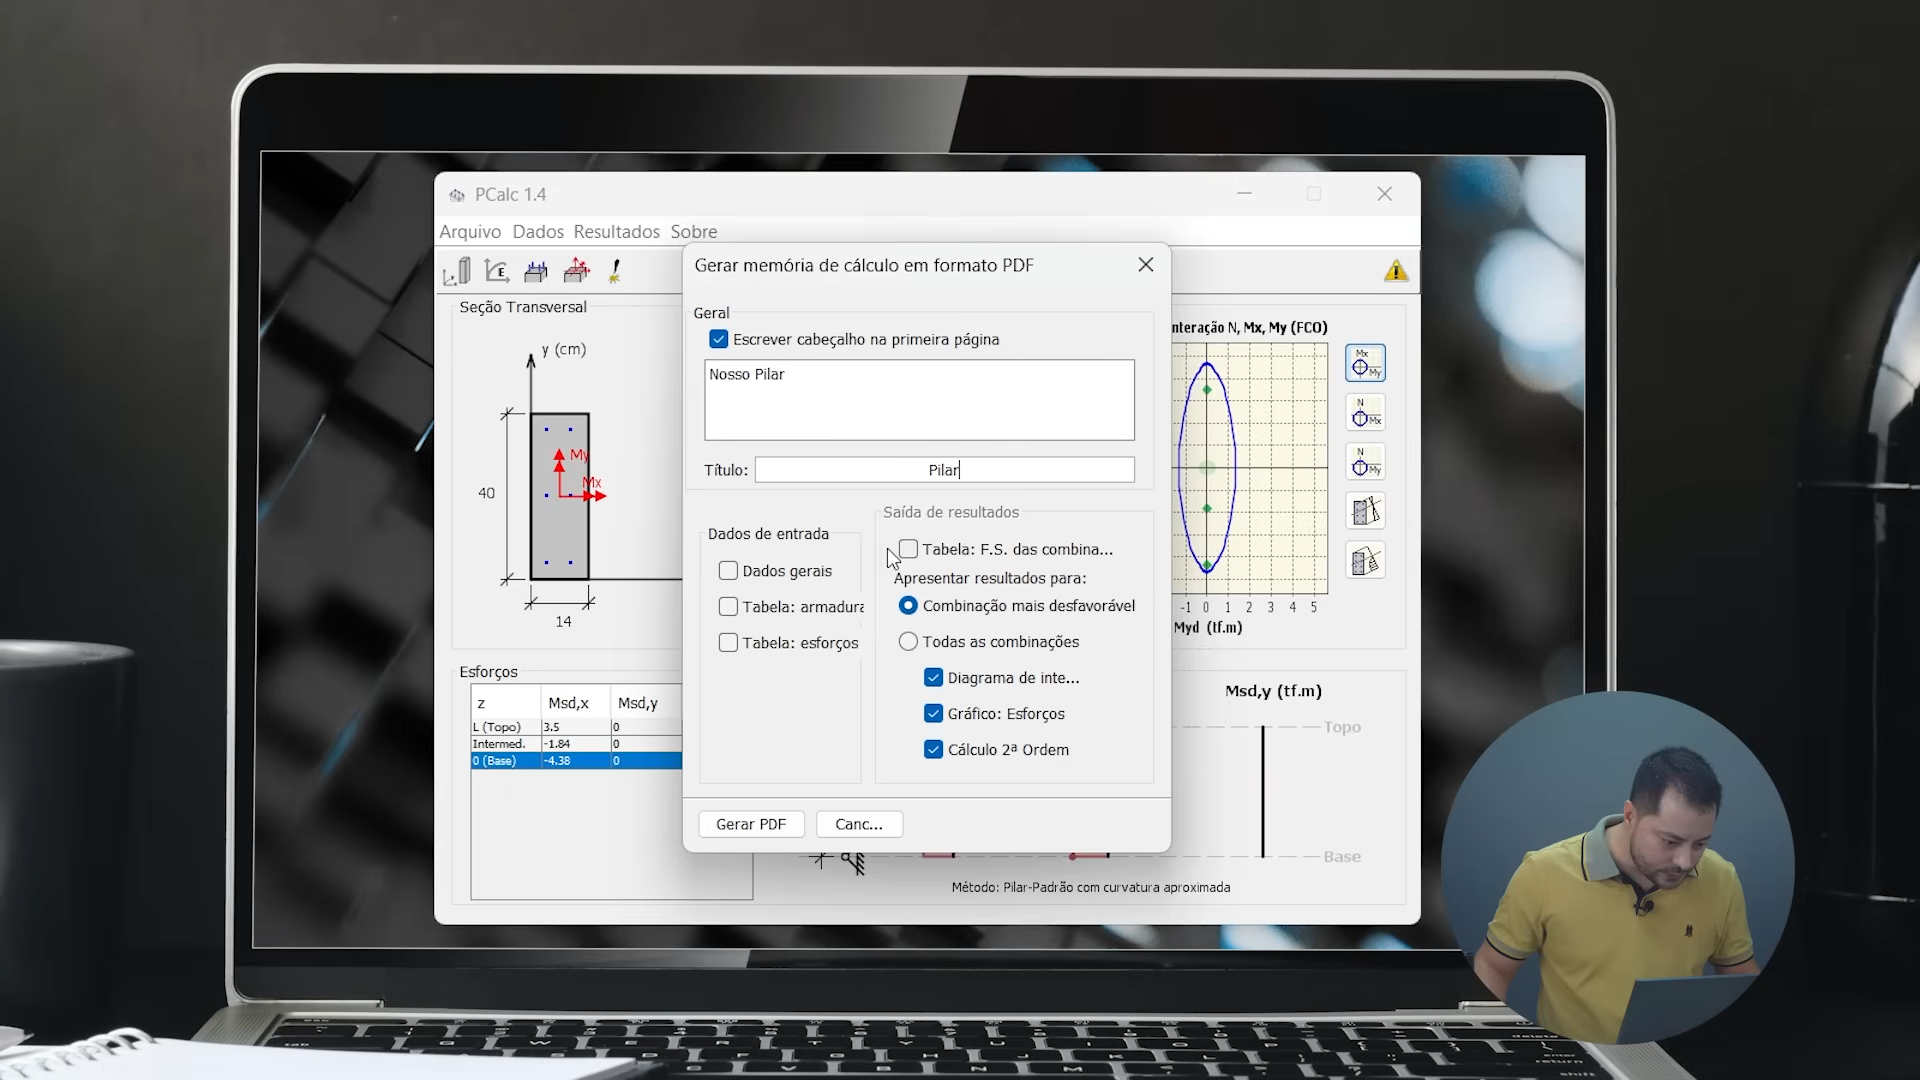 PCalc 1.4
Arquivo Dados Resultados Sobre
Gerar memória de cálculo em formato PDF
Seção Transversal
y (cm)
My
Mx
40
14
Geral
Escrever cabeçalho na primeira página
Nosso Pilar
Título: Pilar
Dados de entrada
Dados gerais
Tabela: armadura
Tabela: esforços
Saída de resultados
Tabela: F.S. das combina...
Apresentar resultados para:
Combinação mais desfavorável
Todas as combinações
Diagrama de inte...
Gráfico: Esforços
Cálculo 2ª Ordem
Gerar PDF Canc...
nteração N, Mx, My (FCO)
-1 0 1 2 3 4 5
Myd (tf.m)
Mx
My
N
Mx
N
My
Esforços
z Msd,x Msd,y
L (Topo) 3.5 0
Intermed. -1.84 0
0 (Base) -4.38 0
Msd,y (tf.m)
Topo
Base
Método: Pilar-Padrão com curvatura aproximada